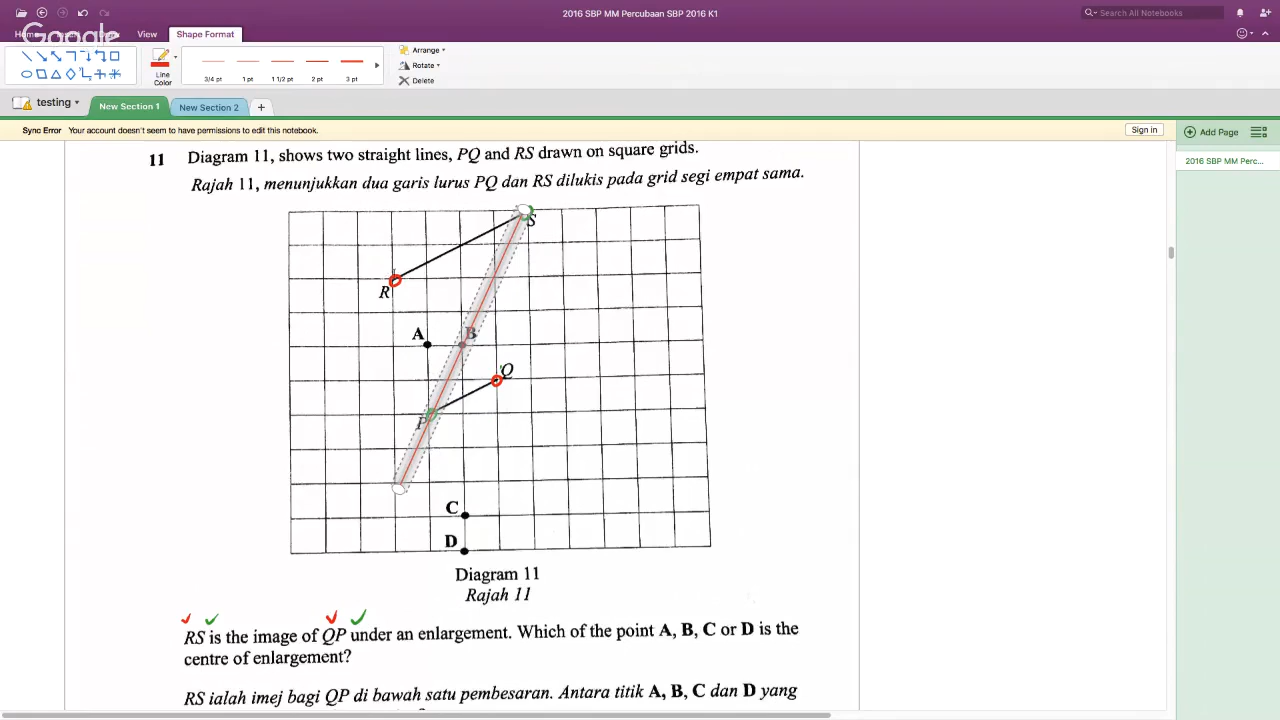 2016 SBP MM Percubaan SBP 2016 K1
Search All Notebooks
Google
Home Insert Draw View Shape Format
3/4 pt 1 pt 1 1/2 pt 2 pt 3 pt
Line Color
Arrange
Rotate
Delete
testing
New Section 1
New Section 2
+
Sync Error Your account doesn't seem to have permissions to edit this notebook.
Sign in
Add Page
2016 SBP MM Perc...
11 Diagram 11, shows two straight lines, PQ and RS drawn on square grids.
Rajah 11, menunjukkan dua garis lurus PQ dan RS dilukis pada grid segi empat sama.
S
R
A
B
Q
P
C
D
Diagram 11
Rajah 11
RS is the image of QP under an enlargement. Which of the point A, B, C or D is the
centre of enlargement?
RS ialah imej bagi QP di bawah satu pembesaran. Antara titik A, B, C dan D yang